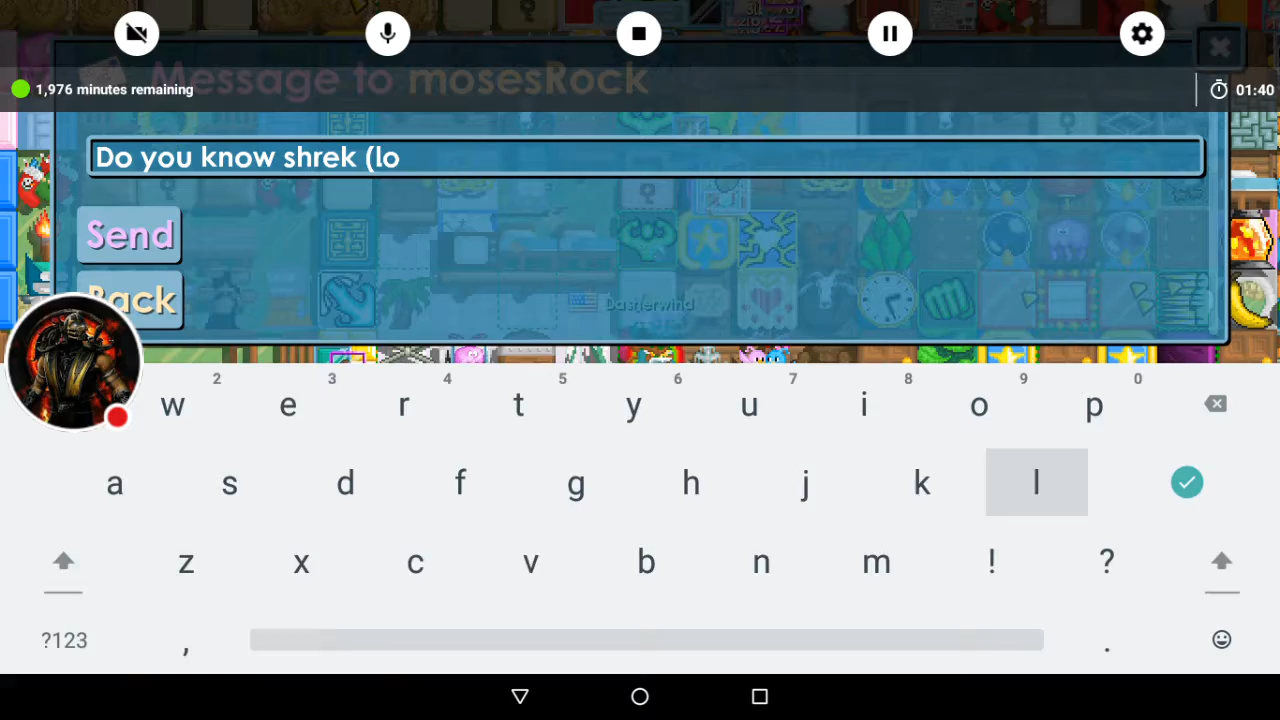 Message to mosesRock
1,976 minutes remaining
01:40
Do you know shrek (lo
Send
Back
Dasherwind
2 3 4 5 6 7 8 9 0
w e r t y u i o p
a s d f g h j k l
z x c v b n m ! ?
?123 , .